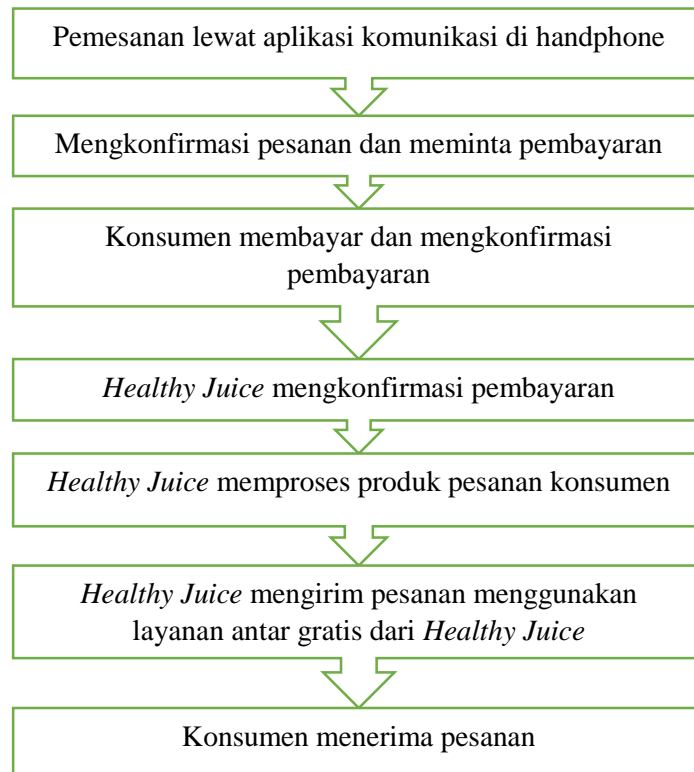 Pemesanan lewat aplikasi komunikasi di handphone
Mengkonfirmasi pesanan dan meminta pembayaran
Konsumen membayar dan mengkonfirmasi
pembayaran
Healthy Juice mengkonfirmasi pembayaran
Healthy Juice memproses produk pesanan konsumen
Healthy Juice mengirim pesanan menggunakan
layanan antar gratis dari Healthy Juice
Konsumen menerima pesanan